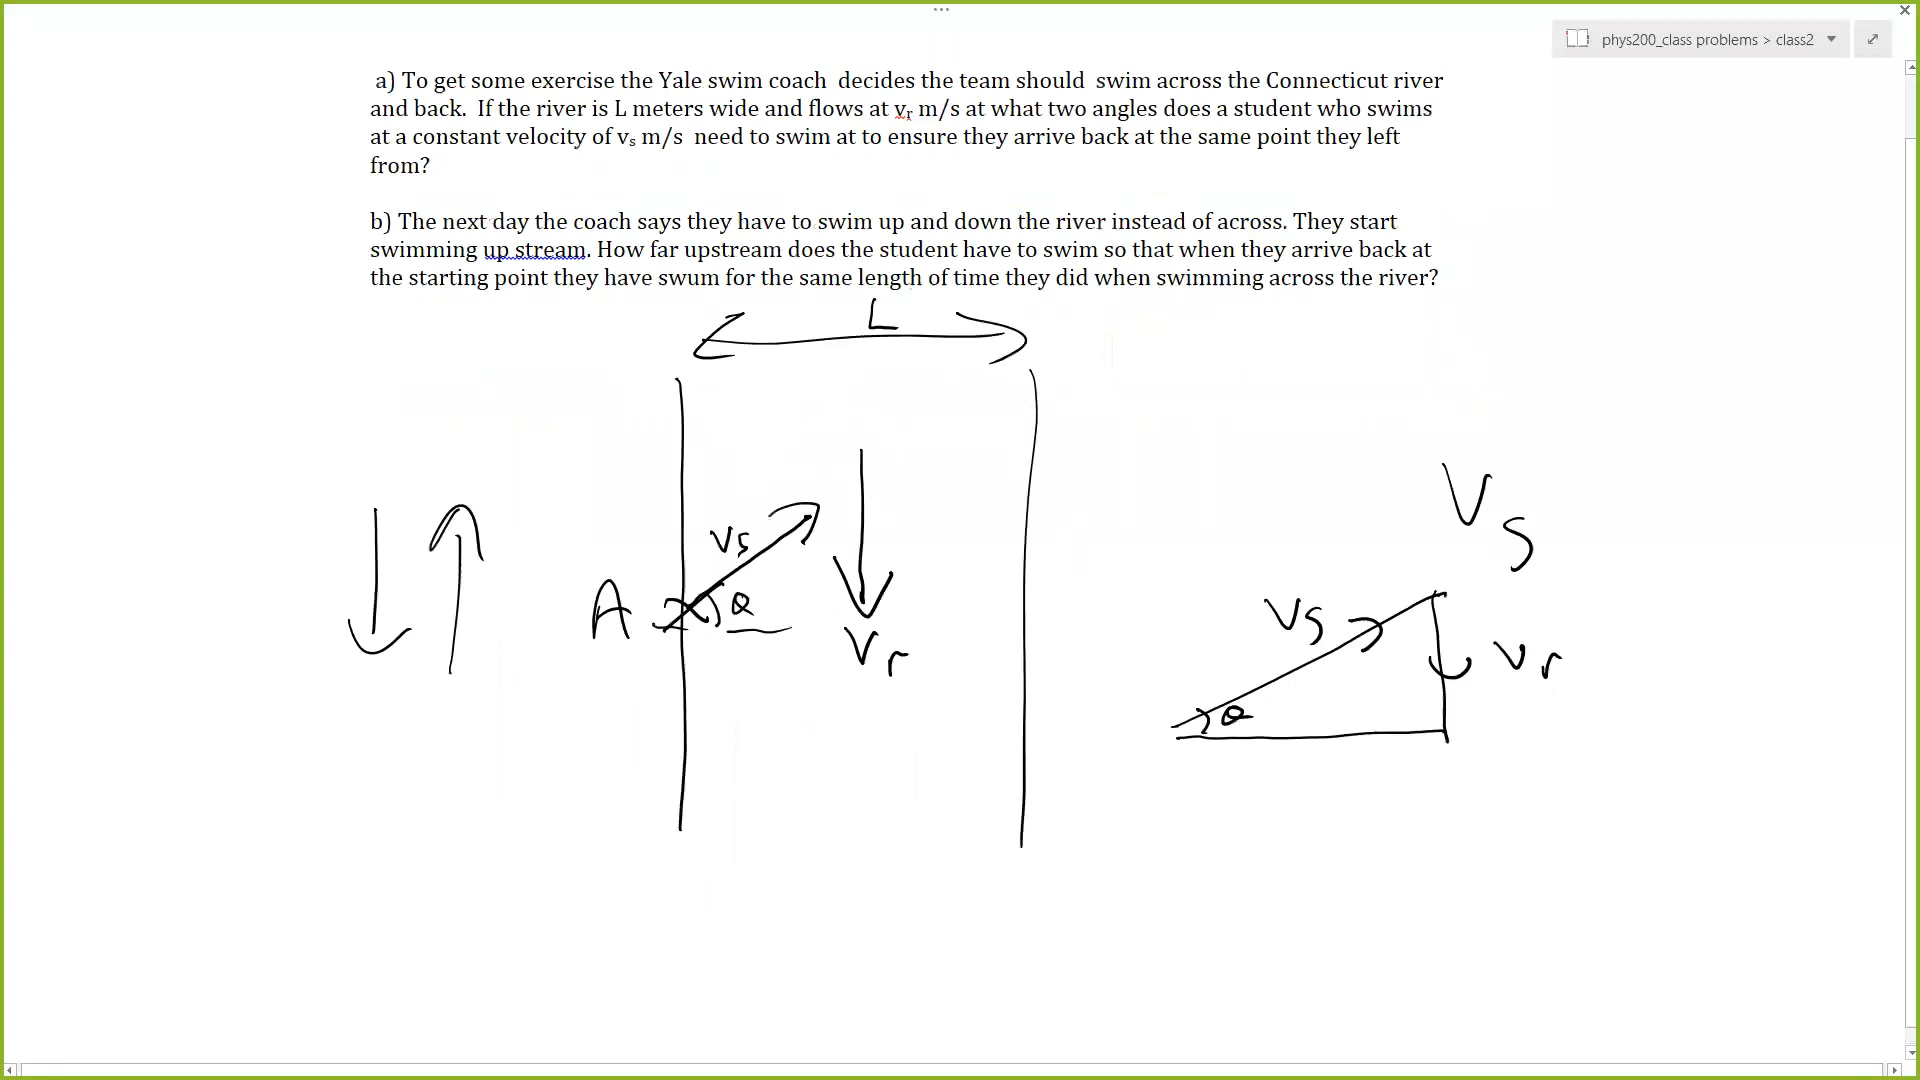 phys200_class problems > class2
a) To get some exercise the Yale swim coach decides the team should swim across the Connecticut river
and back. If the river is L meters wide and flows at vᵣ m/s at what two angles does a student who swims
at a constant velocity of vₛ m/s need to swim at to ensure they arrive back at the same point they left
from?
b) The next day the coach says they have to swim up and down the river instead of across. They start
swimming up stream. How far upstream does the student have to swim so that when they arrive back at
the starting point they have swum for the same length of time they did when swimming across the river?
L
Vs
Vs
A
θ
Vr
Vs
Vr
θ